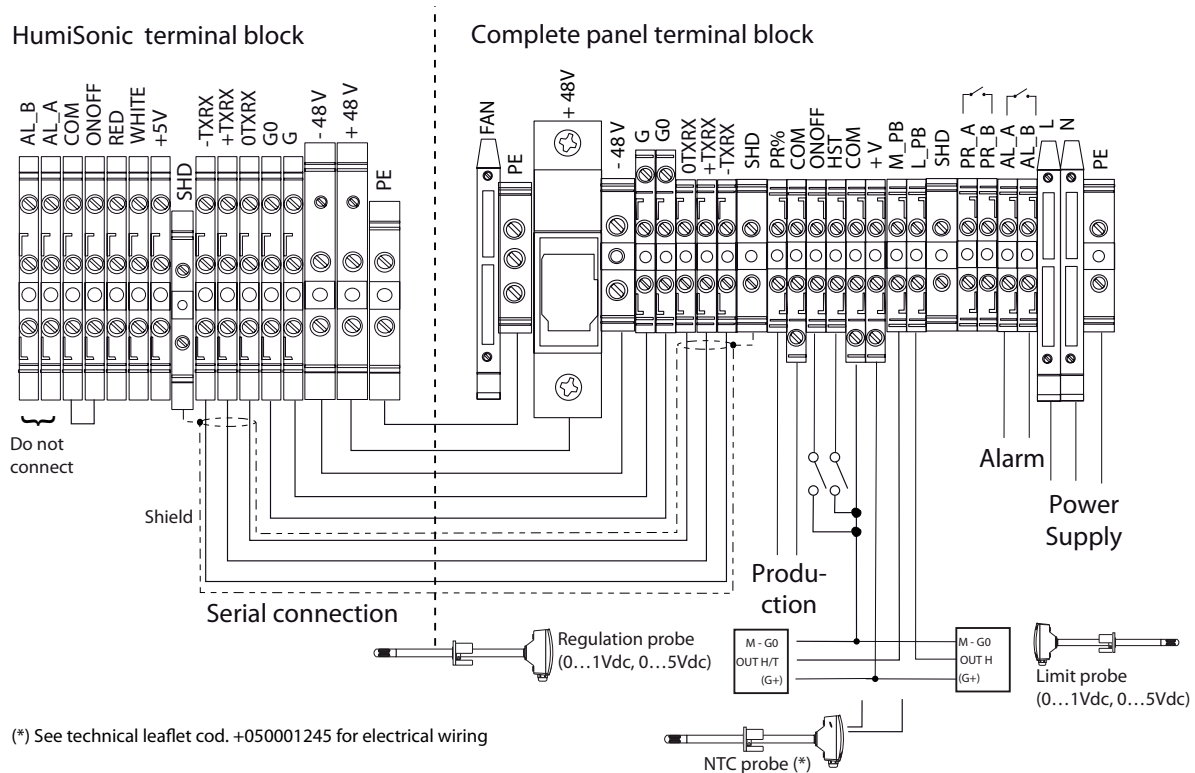 HumiSonic terminal block
Complete panel terminal block
AL_B
AL_A
COM
ONOFF
RED
WHITE
+5V
SHD
-TXRX
+TXRX
0TXRX
G0
G
-48 V
+ 48 V
PE
FAN
PE
+ 48V
- 48 V
G
G0
0TXRX
+TXRX
-TXRX
SHD
PR%
COM
ONOFF
HST
COM
+ V
M_PB
L_PB
SHD
PR_A
PR_B
AL_A
AL_B
L
N
PE
Do not
connect
Shield
Serial connection
Alarm
Power
Supply
Produ-
ction
Regulation probe
(0…1Vdc, 0…5Vdc)
M - G0
OUT H/T
(G+)
M - G0
OUT H
(G+)
Limit probe
(0…1Vdc, 0…5Vdc)
NTC probe (*)
(*) See technical leaflet cod. +050001245 for electrical wiring